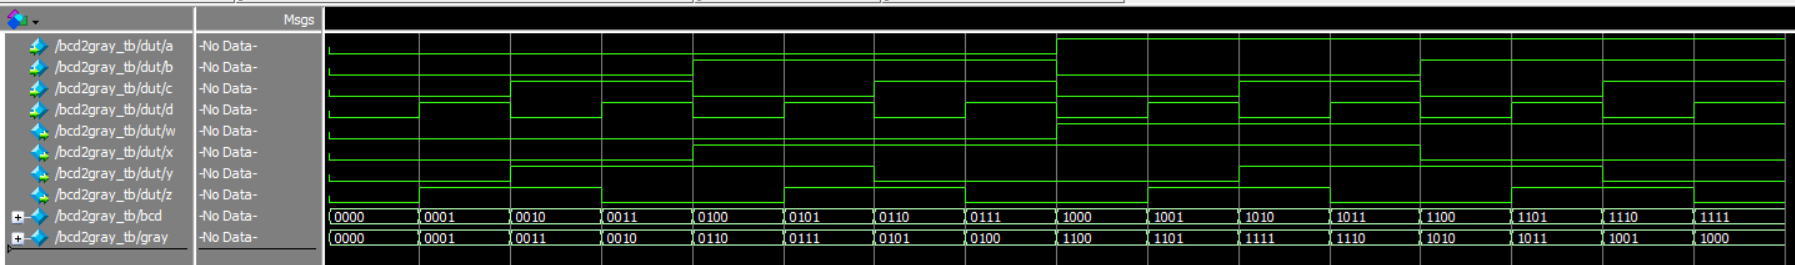 Msgs
/bcd2gray_tb/dut/a -No Data-
/bcd2gray_tb/dut/b -No Data-
/bcd2gray_tb/dut/c -No Data-
/bcd2gray_tb/dut/d -No Data-
/bcd2gray_tb/dut/w -No Data-
/bcd2gray_tb/dut/x -No Data-
/bcd2gray_tb/dut/y -No Data-
/bcd2gray_tb/dut/z -No Data-
/bcd2gray_tb/bcd -No Data- 0000 0001 0010 0011 0100 0101 0110 0111 1000 1001 1010 1011 1100 1101 1110 1111
/bcd2gray_tb/gray -No Data- 0000 0001 0011 0010 0110 0111 0101 0100 1100 1101 1111 1110 1010 1011 1001 1000